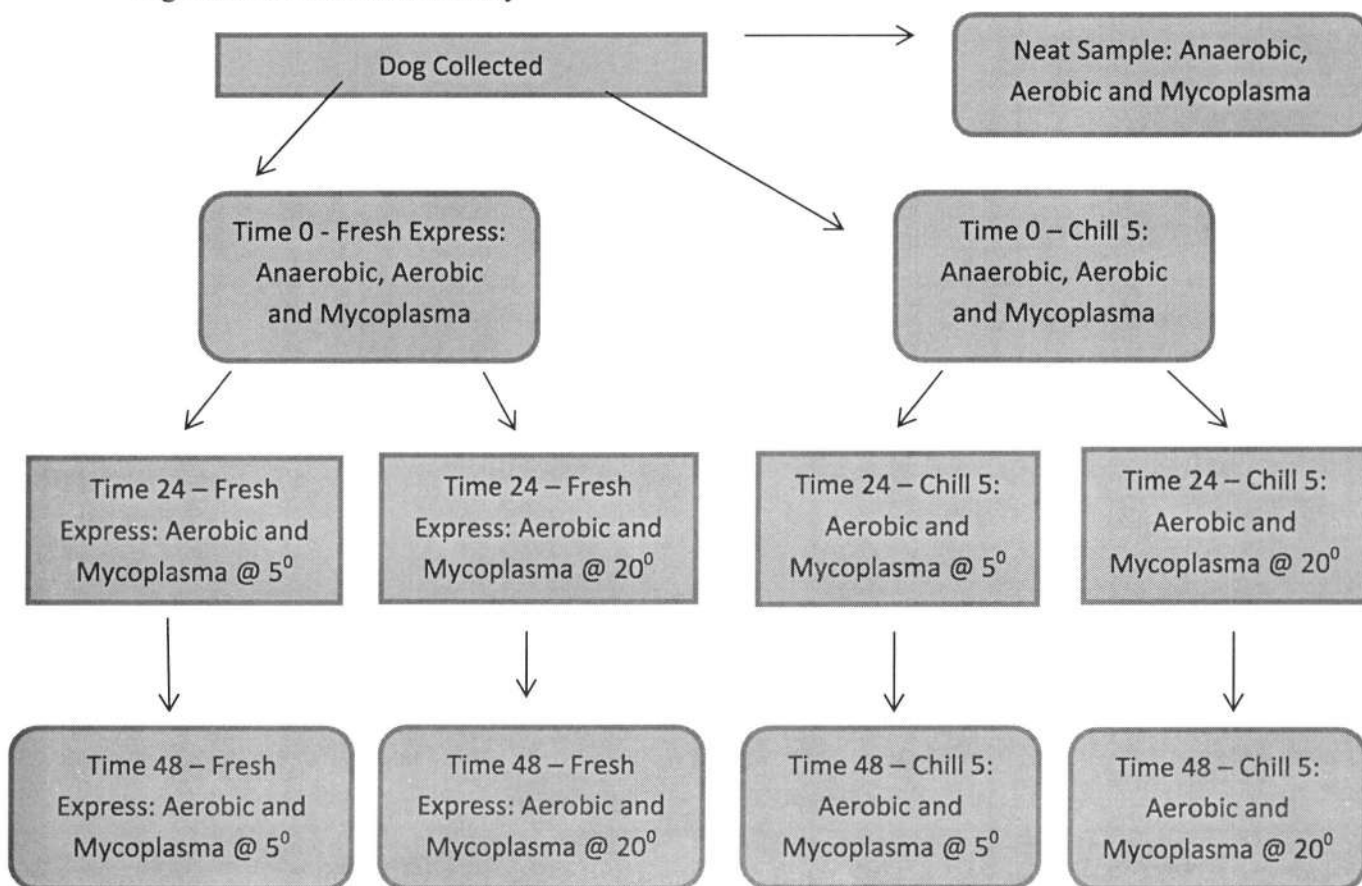 Dog Collected
Neat Sample: Anaerobic,
Aerobic and Mycoplasma
Time 0 - Fresh Express:
Anaerobic, Aerobic
and Mycoplasma
Time 0 – Chill 5:
Anaerobic, Aerobic
and Mycoplasma
Time 24 – Fresh
Express: Aerobic and
Mycoplasma @ 5⁰
Time 24 – Fresh
Express: Aerobic and
Mycoplasma @ 20⁰
Time 24 – Chill 5:
Aerobic and
Mycoplasma @ 5⁰
Time 24 – Chill 5:
Aerobic and
Mycoplasma @ 20⁰
Time 48 – Fresh
Express: Aerobic and
Mycoplasma @ 5⁰
Time 48 – Fresh
Express: Aerobic and
Mycoplasma @ 20⁰
Time 48 – Chill 5:
Aerobic and
Mycoplasma @ 5⁰
Time 48 – Chill 5:
Aerobic and
Mycoplasma @ 20⁰